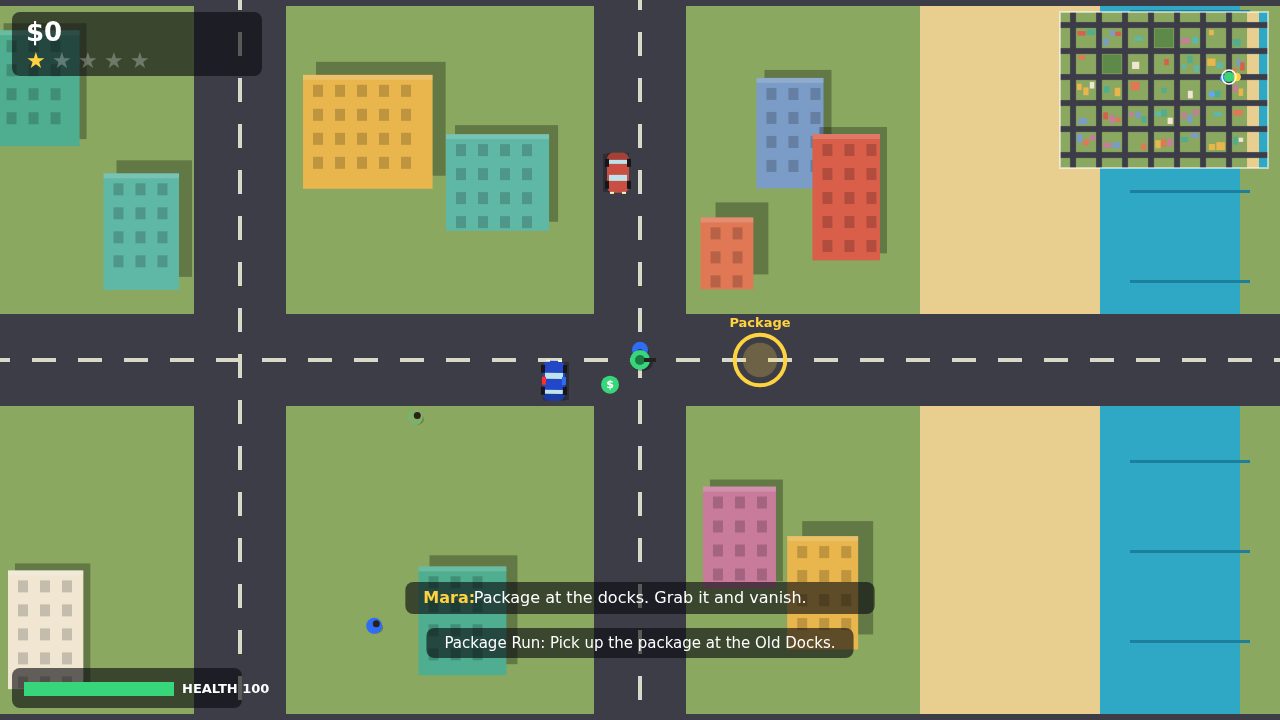 $0
Package
$
Mara:Package at the docks. Grab it and vanish.
Package Run: Pick up the package at the Old Docks.
HEALTH 100